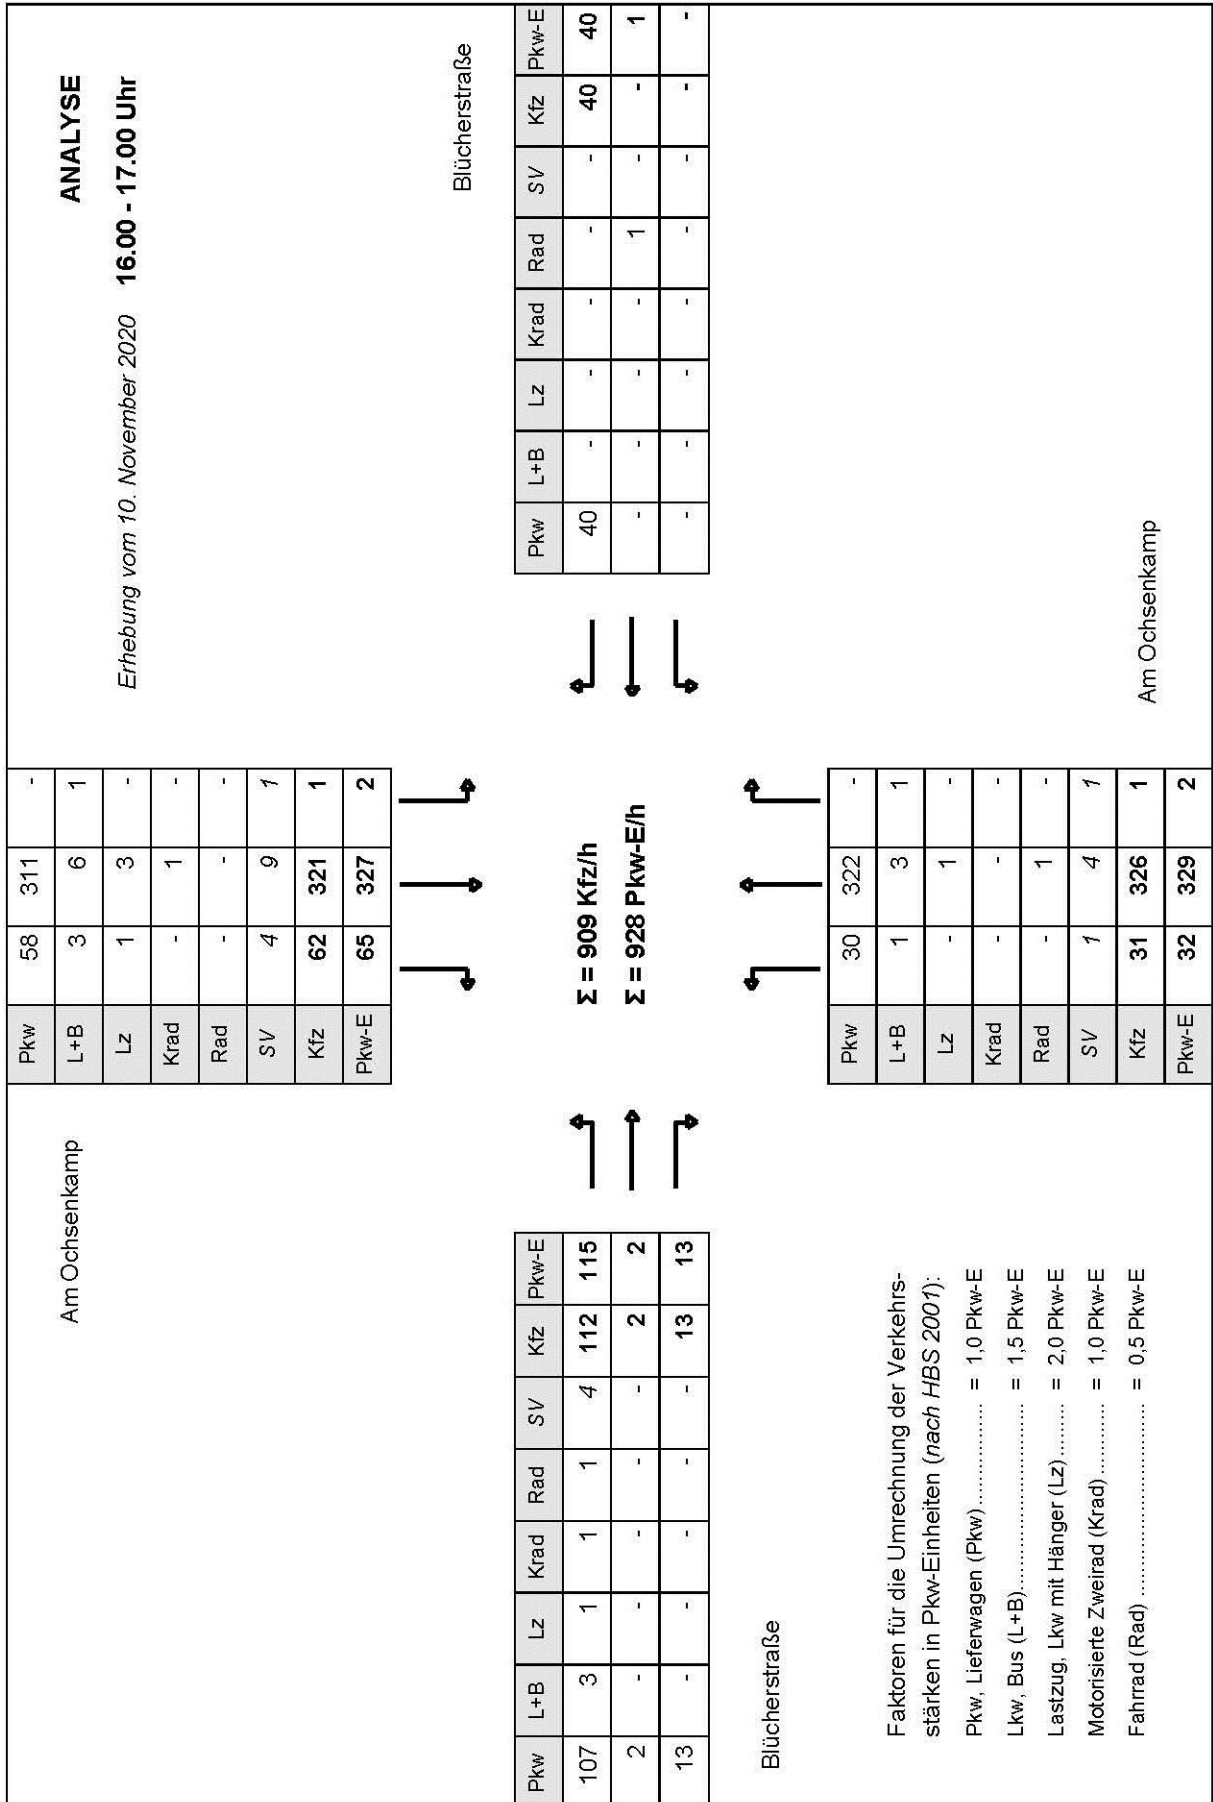 ANALYSE
Erhebung vom 10. November 2020 16.00 - 17.00 Uhr
Am Ochsenkamp
Pkw 58 311 -
L+B 3 6 1
Lz 1 3 -
Krad - 1 -
Rad - - -
SV 4 9 1
Kfz 62 321 1
Pkw-E 65 327 2
Blücherstraße
Pkw L+B Lz Krad Rad SV Kfz Pkw-E
107 3 1 1 1 4 112 115
2 - - - - - 2 2
13 - - - - - 13 13
Σ = 909 Kfz/h
Σ = 928 Pkw-E/h
Pkw L+B Lz Krad Rad SV Kfz Pkw-E
40 - - - - - 40 40
- - - - 1 - - 1
- - - - - - - -
Blücherstraße
Pkw 30 322 -
L+B 1 3 1
Lz - 1 -
Krad - - -
Rad - 1 -
SV 1 4 1
Kfz 31 326 1
Pkw-E 32 329 2
Am Ochsenkamp
Faktoren für die Umrechnung der Verkehrs-
stärken in Pkw-Einheiten (nach HBS 2001):
Pkw, Lieferwagen (Pkw)................ = 1,0 Pkw-E
Lkw, Bus (L+B)............................. = 1,5 Pkw-E
Lastzug, Lkw mit Hänger (Lz)......... = 2,0 Pkw-E
Motorisierte Zweirad (Krad)............ = 1,0 Pkw-E
Fahrrad (Rad) ............................... = 0,5 Pkw-E